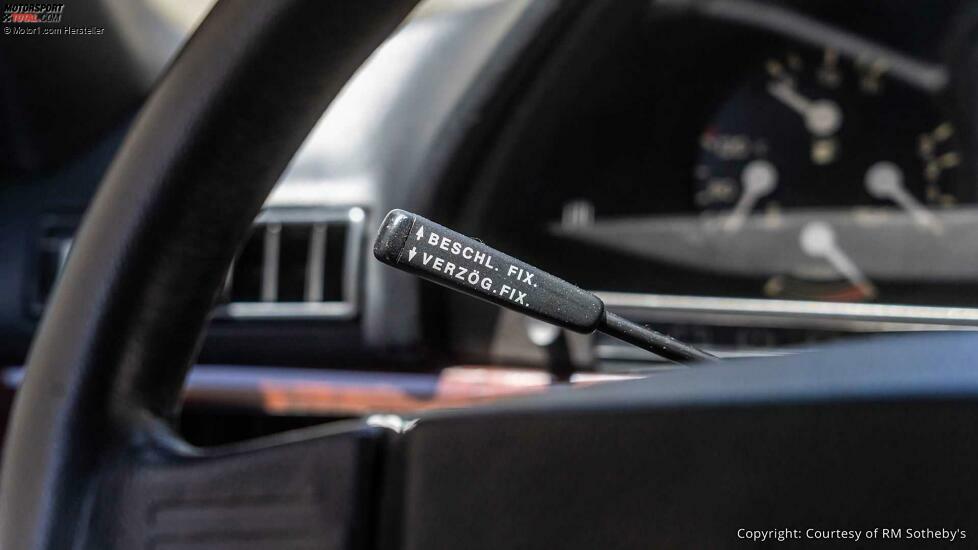 MOTORSPORT
TOTAL.COM
© Motor1.com Hersteller
↑ BESCHL. FIX.
↓ VERZÖG. FIX.
Copyright: Courtesy of RM Sotheby's